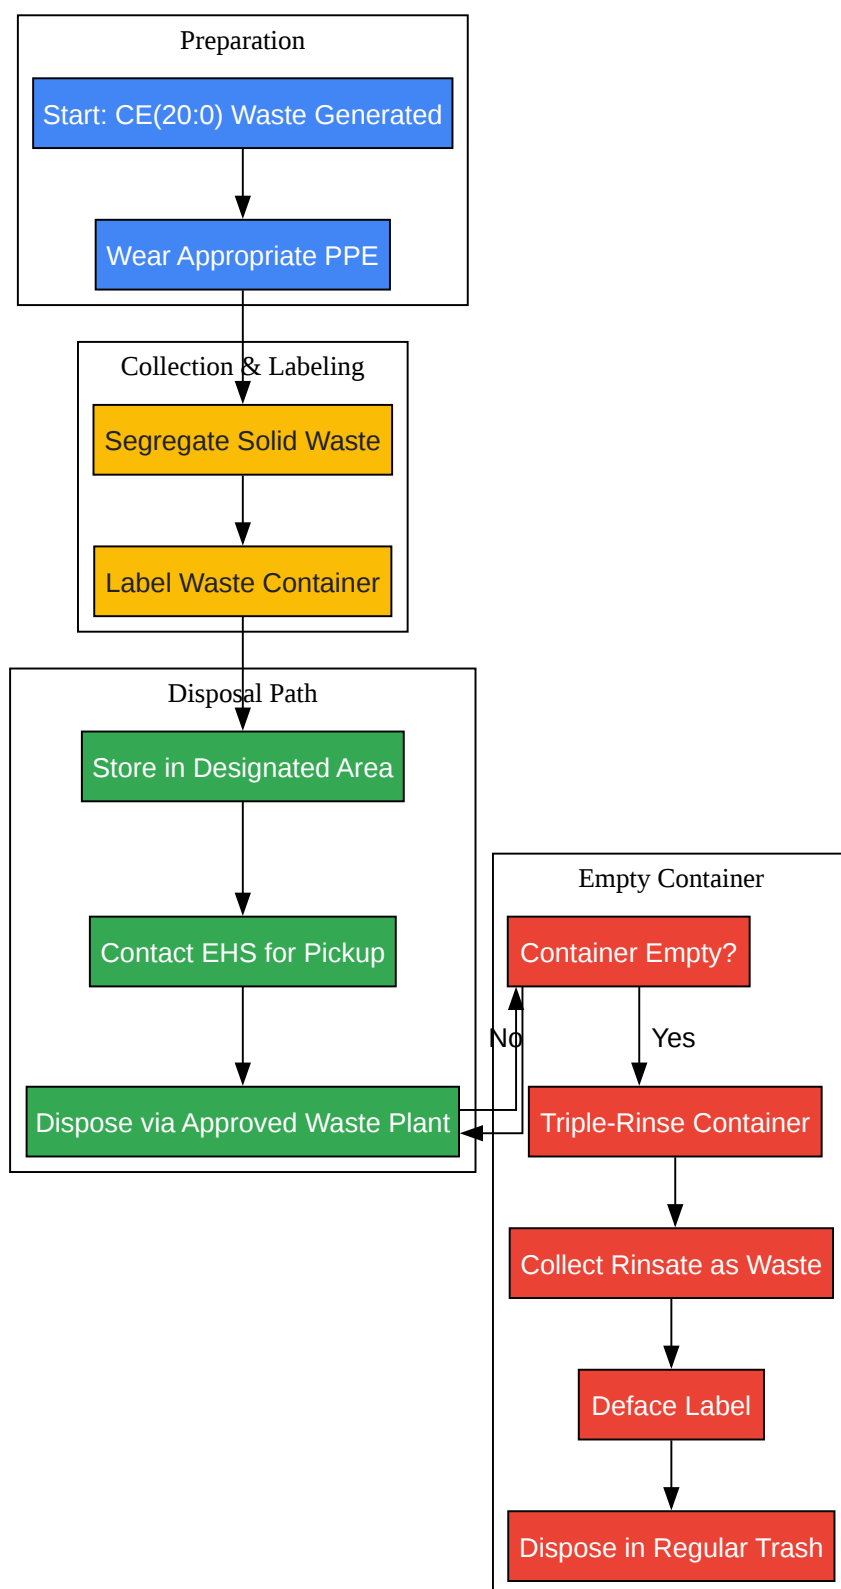 Preparation
Start: CE(20:0) Waste Generated
Wear Appropriate PPE
Collection & Labeling
Segregate Solid Waste
Label Waste Container
Disposal Path
Store in Designated Area
Contact EHS for Pickup
Dispose via Approved Waste Plant
Empty Container
Container Empty?
No
Yes
Triple-Rinse Container
Collect Rinsate as Waste
Deface Label
Dispose in Regular Trash